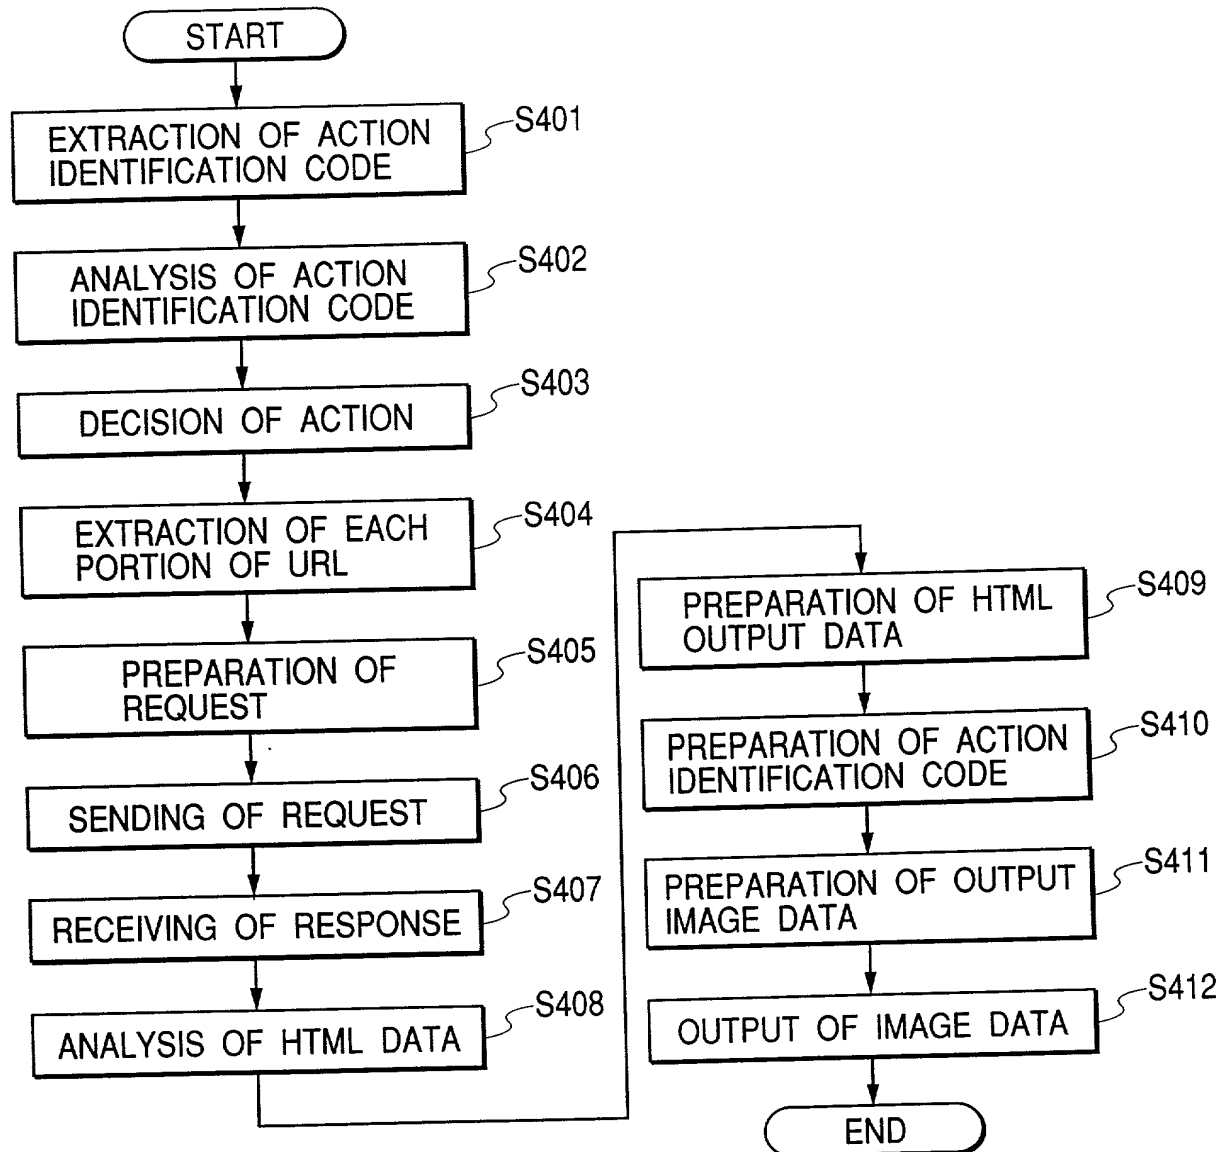 START
EXTRACTION OF ACTION
IDENTIFICATION CODE
S401
ANALYSIS OF ACTION
IDENTIFICATION CODE
S402
DECISION OF ACTION
S403
EXTRACTION OF EACH
PORTION OF URL
S404
PREPARATION OF
REQUEST
S405
SENDING OF REQUEST
S406
RECEIVING OF RESPONSE
S407
ANALYSIS OF HTML DATA
S408
PREPARATION OF HTML
OUTPUT DATA
S409
PREPARATION OF ACTION
IDENTIFICATION CODE
S410
PREPARATION OF OUTPUT
IMAGE DATA
S411
OUTPUT OF IMAGE DATA
S412
END